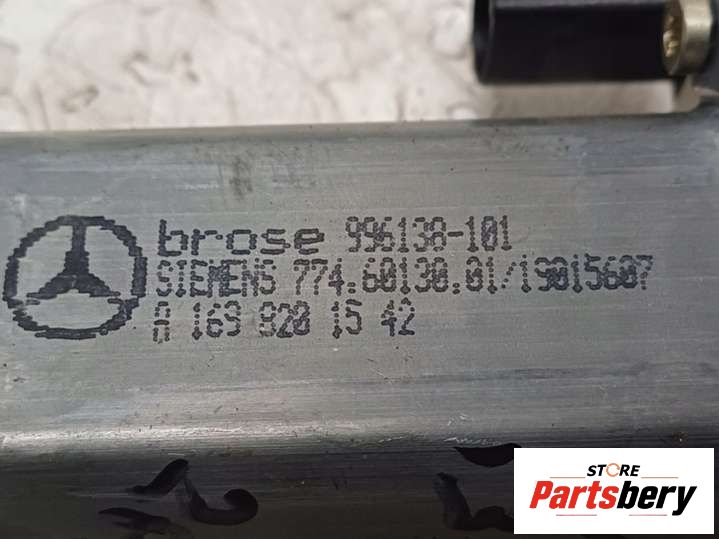 brose 996138-101
SIEMENS 774.60130.01/19015607
A 169 820 15 42
STORE
Partsbery